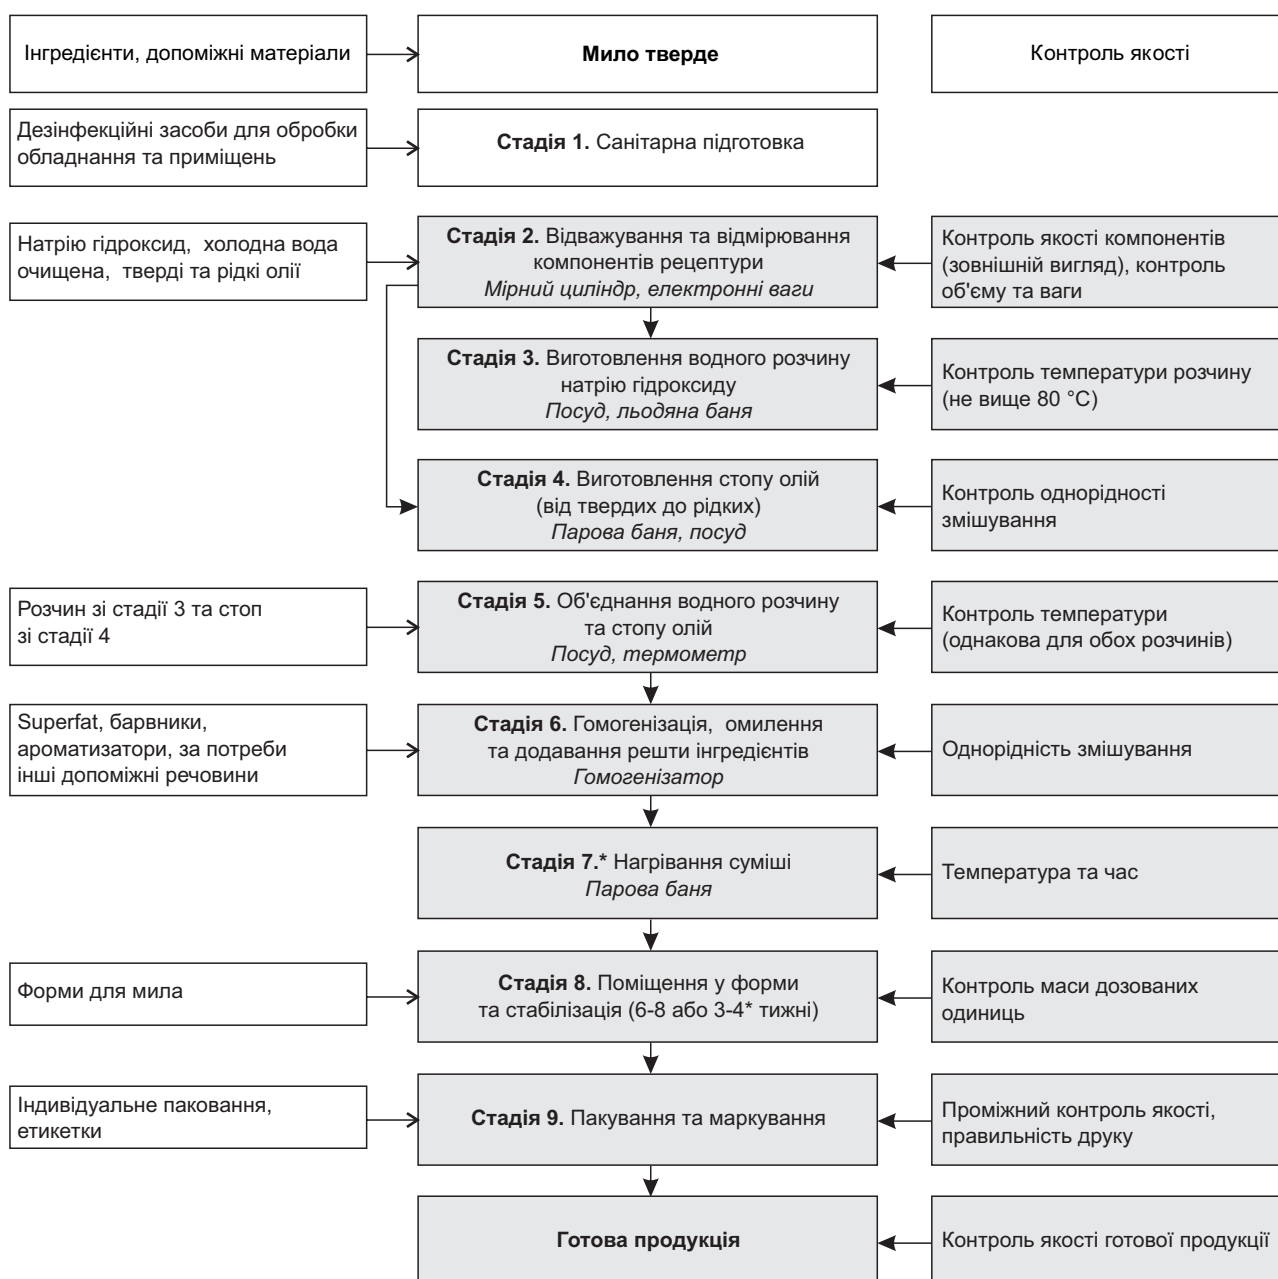 Інгредієнти, допоміжні матеріали
Мило тверде
Контроль якості
Дезінфекційні засоби для обробки
обладнання та приміщень
Стадія 1. Санітарна підготовка
Натрію гідроксид, холодна вода
очищена, тверді та рідкі олії
Стадія 2. Відважування та відмірювання
компонентів рецептури
Мірний циліндр, електронні ваги
Контроль якості компонентів
(зовнішній вигляд), контроль
об'єму та ваги
Стадія 3. Виготовлення водного розчину
натрію гідроксиду
Посуд, льодяна баня
Контроль температури розчину
(не вище 80 °C)
Стадія 4. Виготовлення стопу олій
(від твердих до рідких)
Парова баня, посуд
Контроль однорідності
змішування
Розчин зі стадії 3 та стоп
зі стадії 4
Стадія 5. Об'єднання водного розчину
та стопу олій
Посуд, термометр
Контроль температури
(однакова для обох розчинів)
Superfat, барвники,
ароматизатори, за потреби
інші допоміжні речовини
Стадія 6. Гомогенізація, омилення
та додавання решти інгредієнтів
Гомогенізатор
Однорідність змішування
Стадія 7.* Нагрівання суміші
Парова баня
Температура та час
Форми для мила
Стадія 8. Поміщення у форми
та стабілізація (6-8 або 3-4* тижні)
Контроль маси дозованих
одиниць
Індивідуальне паковання,
етикетки
Стадія 9. Пакування та маркування
Проміжний контроль якості,
правильність друку
Готова продукція
Контроль якості готової продукції